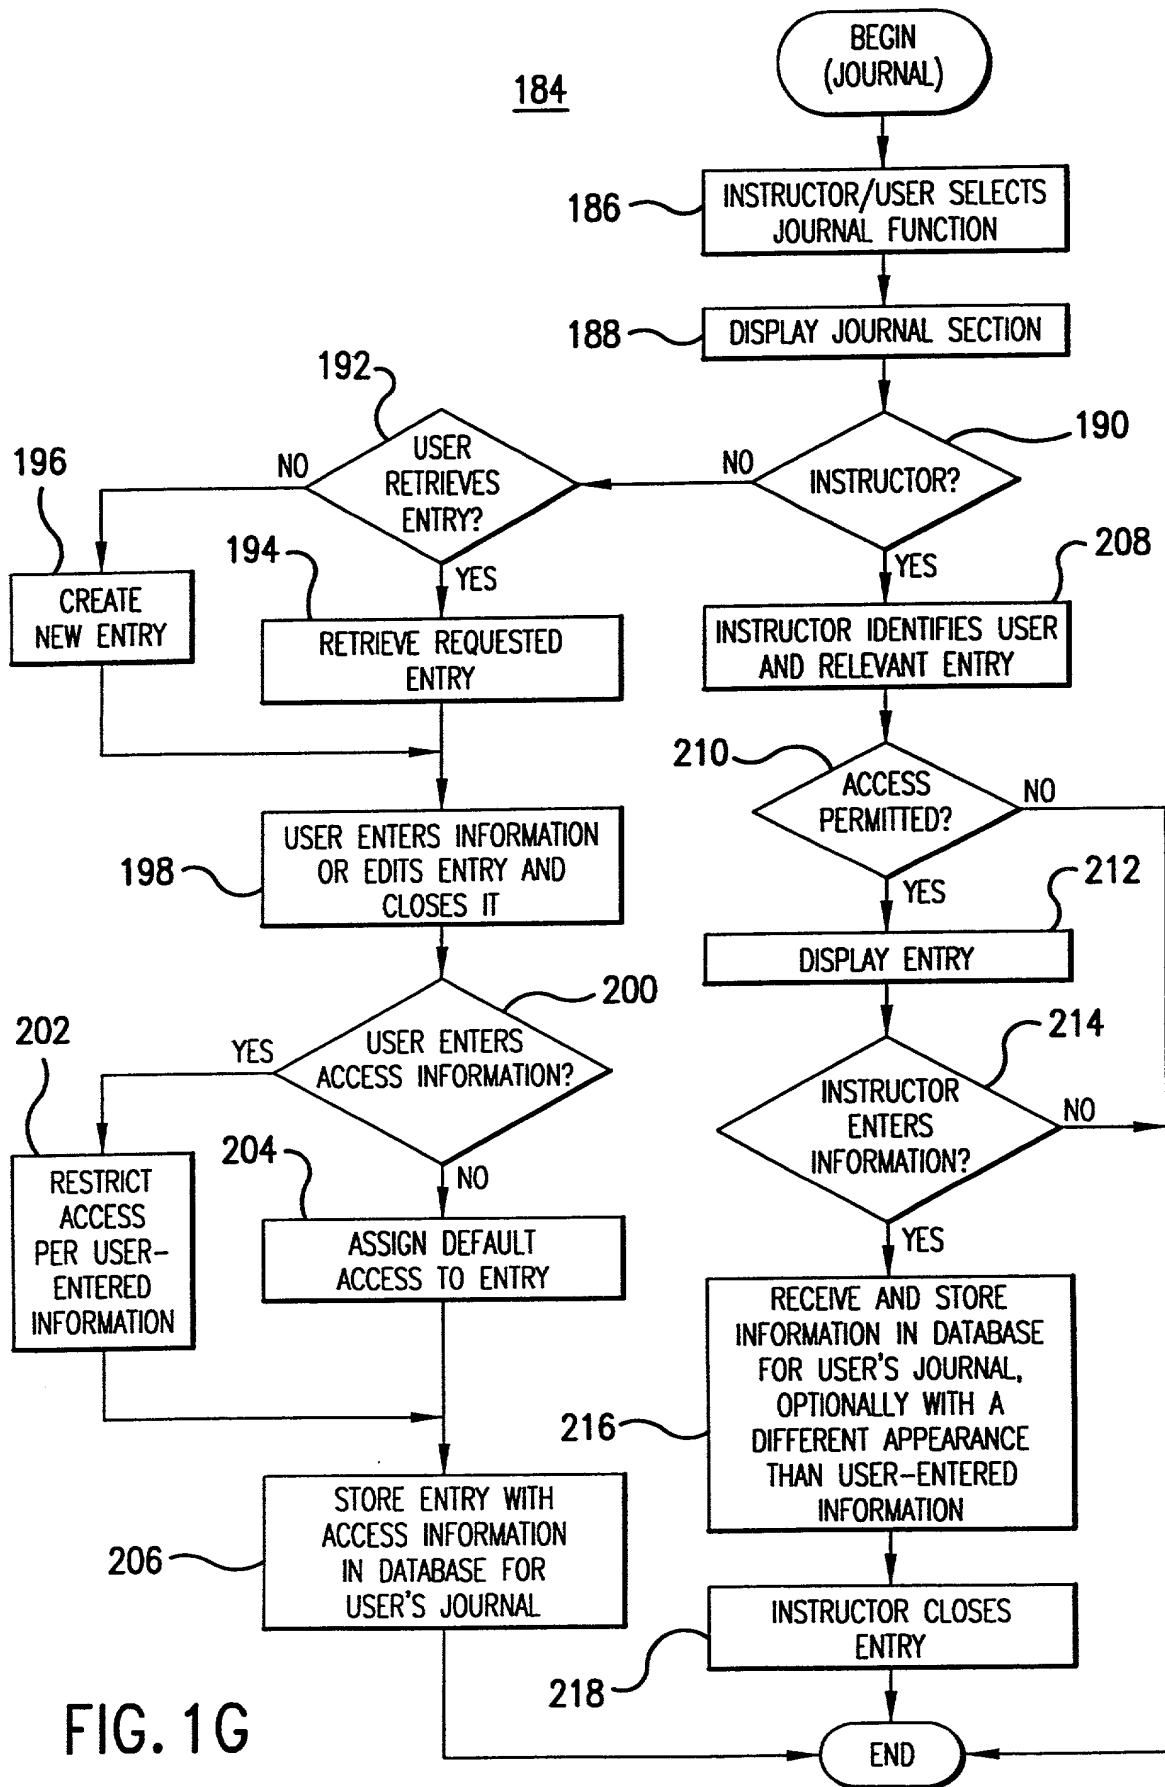 BEGIN
(JOURNAL)
184
186
INSTRUCTOR/USER SELECTS
JOURNAL FUNCTION
188
DISPLAY JOURNAL SECTION
192
190
196
NO
USER
RETRIEVES
ENTRY?
NO
INSTRUCTOR?
194
YES
YES
208
CREATE
NEW ENTRY
RETRIEVE REQUESTED
ENTRY
INSTRUCTOR IDENTIFIES USER
AND RELEVANT ENTRY
210
ACCESS
PERMITTED?
NO
198
USER ENTERS INFORMATION
OR EDITS ENTRY AND
CLOSES IT
YES
212
DISPLAY ENTRY
200
202
YES
USER ENTERS
ACCESS INFORMATION?
214
INSTRUCTOR
ENTERS
INFORMATION?
NO
204
NO
YES
RESTRICT
ACCESS
PER USER-
ENTERED
INFORMATION
ASSIGN DEFAULT
ACCESS TO ENTRY
216
RECEIVE AND STORE
INFORMATION IN DATABASE
FOR USER'S JOURNAL,
OPTIONALLY WITH A
DIFFERENT APPEARANCE
THAN USER-ENTERED
INFORMATION
206
STORE ENTRY WITH
ACCESS INFORMATION
IN DATABASE FOR
USER'S JOURNAL
218
INSTRUCTOR CLOSES
ENTRY
FIG. 1G
END